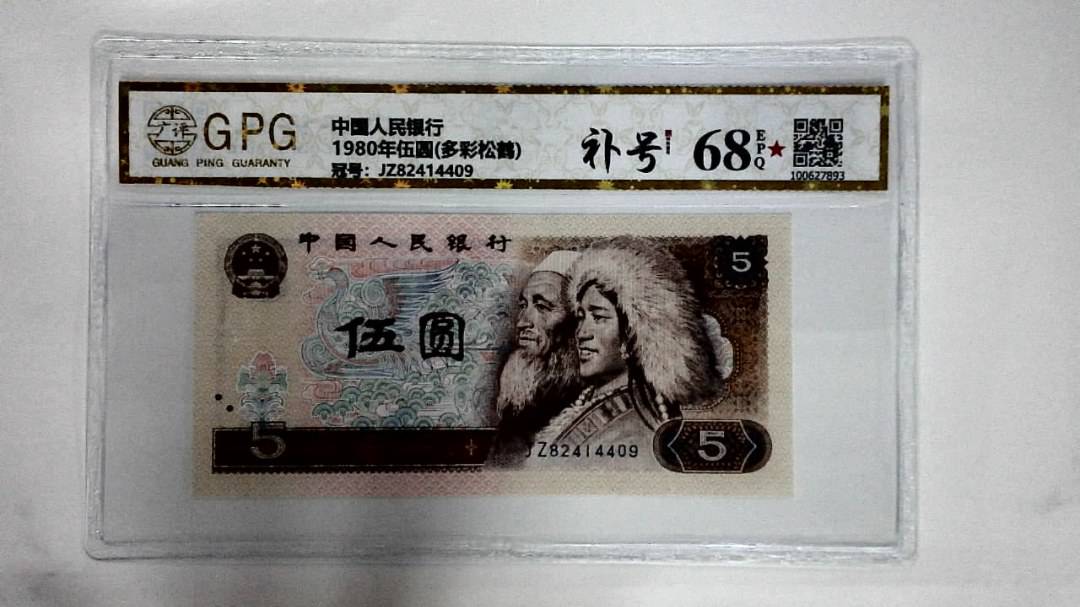 广评
GPG
GUANG PING GUARANTY
中国人民银行
1980年伍圆(多彩松鹤)
冠号：JZ82414409
补号
68
EPQ
100627893
中国人民银行
5
伍圆
5
JZ82414409
5